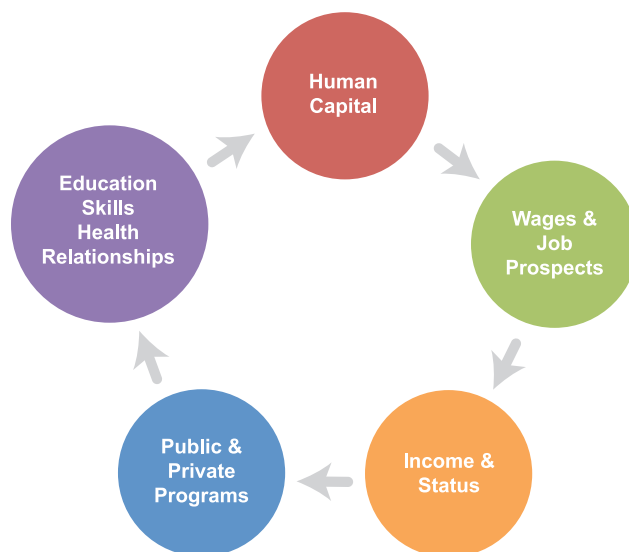 Human
Capital
Wages &
Job
Prospects
Income &
Status
Public &
Private
Programs
Education
Skills
Health
Relationships